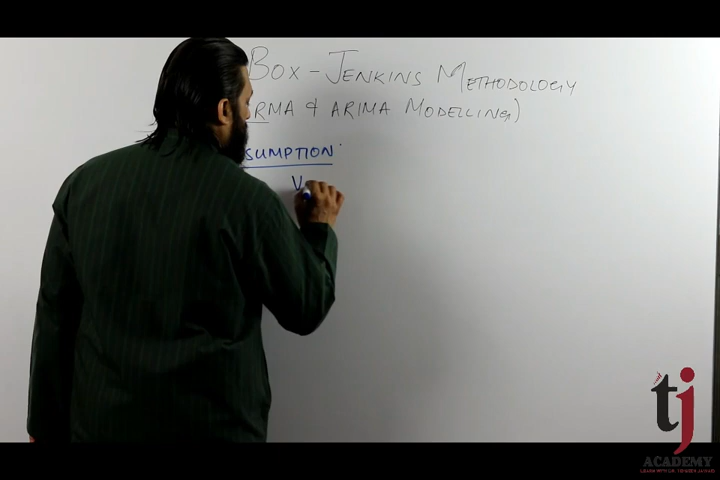 BOX-JENKINS METHODOLOGY
RMA & ARIMA MODELLING)
SUMPTION
V
tj
ACADEMY